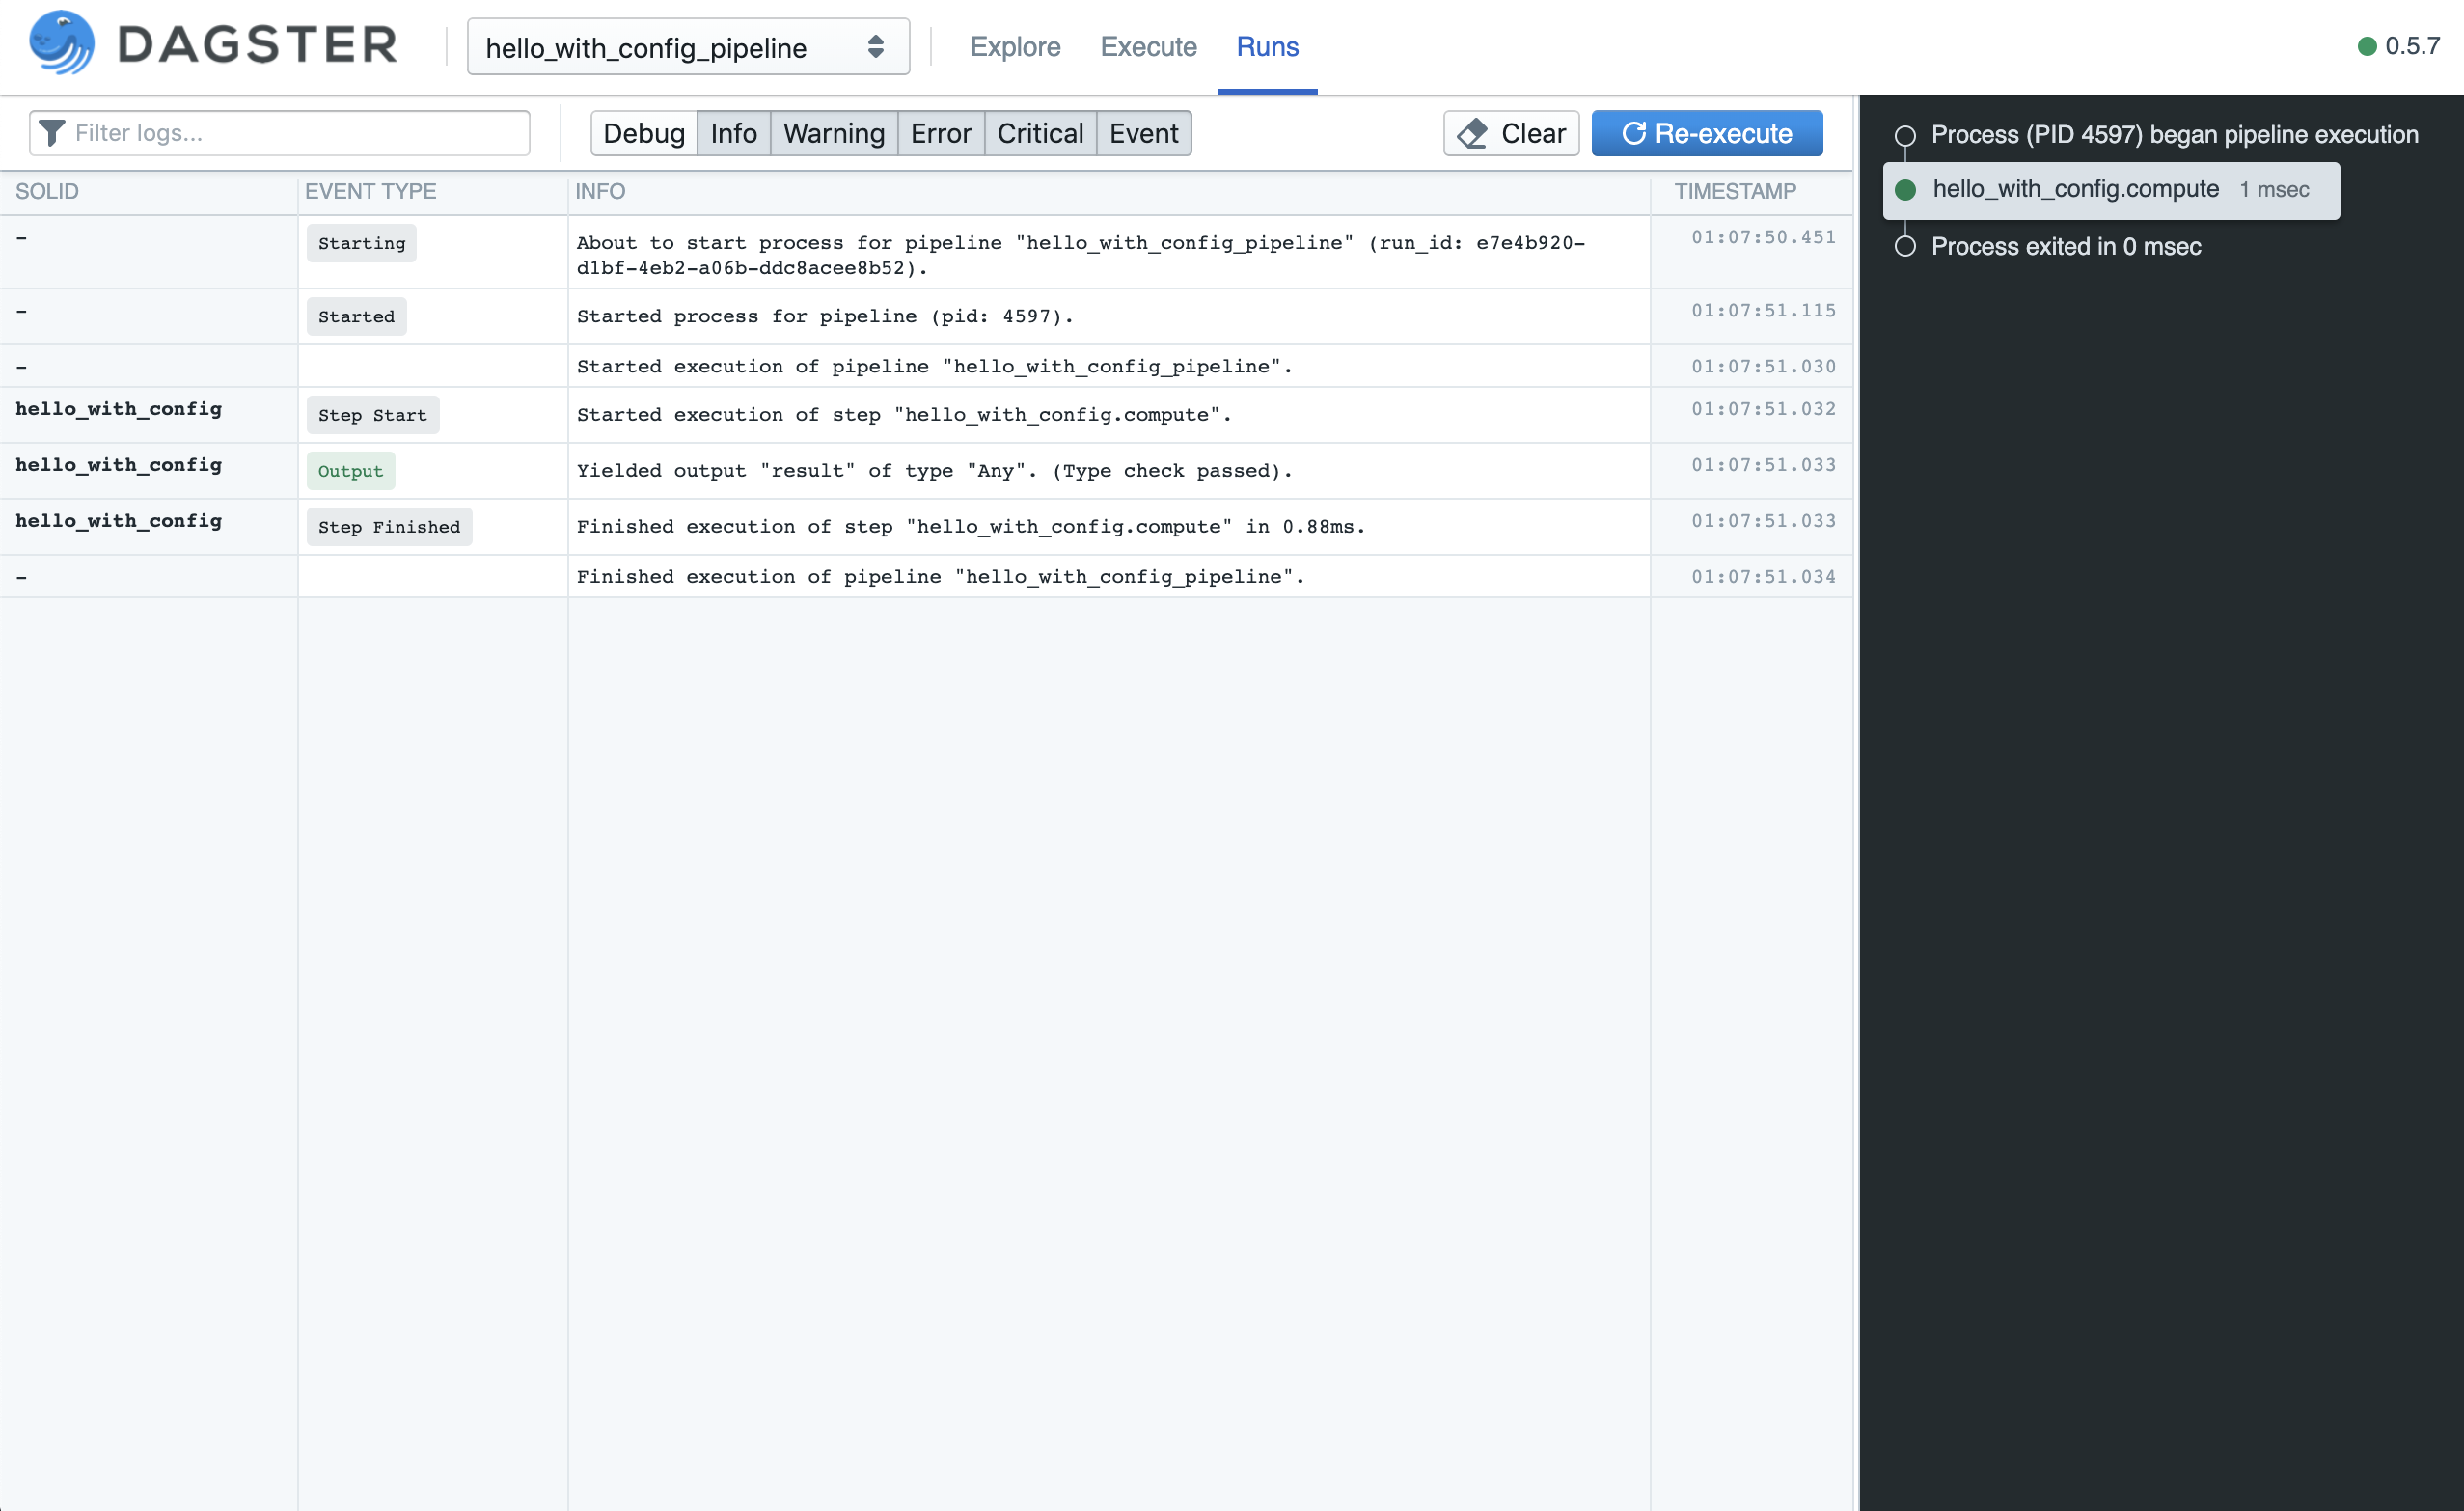 DAGSTER
hello_with_config_pipeline
Explore Execute Runs
0.5.7
Filter logs...
Debug Info Warning Error Critical Event
Clear
Re-execute
SOLID EVENT TYPE INFO TIMESTAMP
- Starting About to start process for pipeline "hello_with_config_pipeline" (run_id: e7e4b920- 01:07:50.451
d1bf-4eb2-a06b-ddc8acee8b52).
- Started Started process for pipeline (pid: 4597). 01:07:51.115
- Started execution of pipeline "hello_with_config_pipeline". 01:07:51.030
hello_with_config Step Start Started execution of step "hello_with_config.compute". 01:07:51.032
hello_with_config Output Yielded output "result" of type "Any". (Type check passed). 01:07:51.033
hello_with_config Step Finished Finished execution of step "hello_with_config.compute" in 0.88ms. 01:07:51.033
- Finished execution of pipeline "hello_with_config_pipeline". 01:07:51.034
Process (PID 4597) began pipeline execution
hello_with_config.compute 1 msec
Process exited in 0 msec